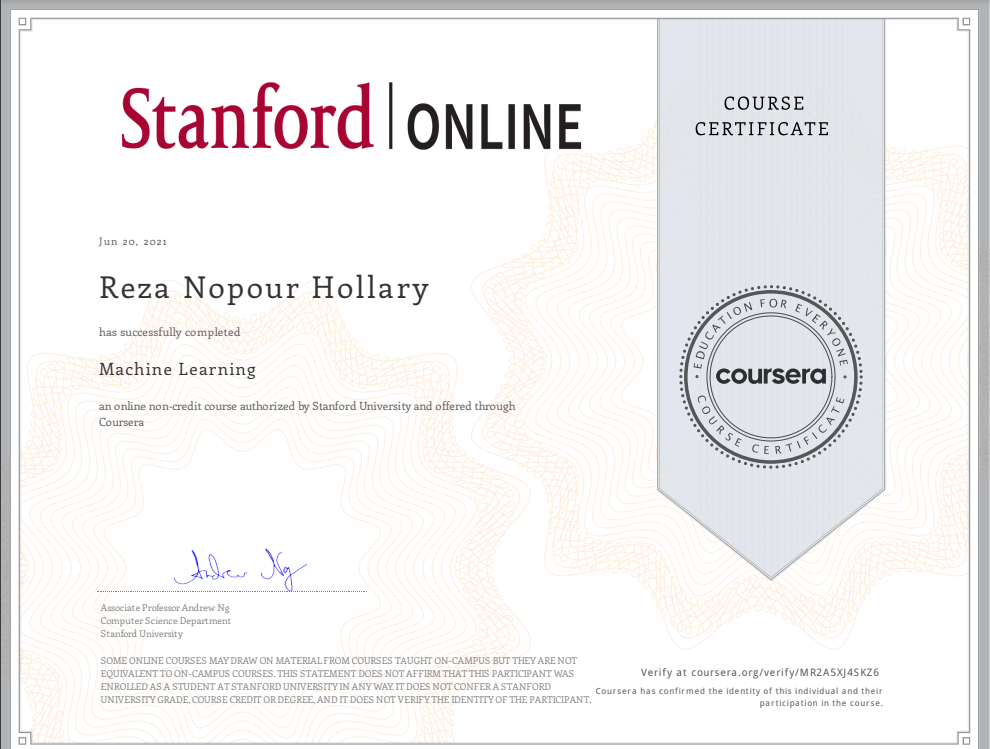 Stanford | ONLINE
COURSE
CERTIFICATE
Jun 20, 2021
Reza Nopour Hollary
has successfully completed
Machine Learning
an online non-credit course authorized by Stanford University and offered through
Coursera
EDUCATION FOR EVERYONE
coursera
COURSE CERTIFICATE
Andrew Ng
Associate Professor Andrew Ng
Computer Science Department
Stanford University
SOME ONLINE COURSES MAY DRAW ON MATERIAL FROM COURSES TAUGHT ON-CAMPUS BUT THEY ARE NOT
EQUIVALENT TO ON-CAMPUS COURSES. THIS STATEMENT DOES NOT AFFIRM THAT THIS PARTICIPANT WAS
ENROLLED AS A STUDENT AT STANFORD UNIVERSITY IN ANY WAY. IT DOES NOT CONFER A STANFORD
UNIVERSITY GRADE, COURSE CREDIT OR DEGREE, AND IT DOES NOT VERIFY THE IDENTITY OF THE PARTICIPANT.
Verify at coursera.org/verify/MR2A5XJ4SKZ6
Coursera has confirmed the identity of this individual and their
participation in the course.